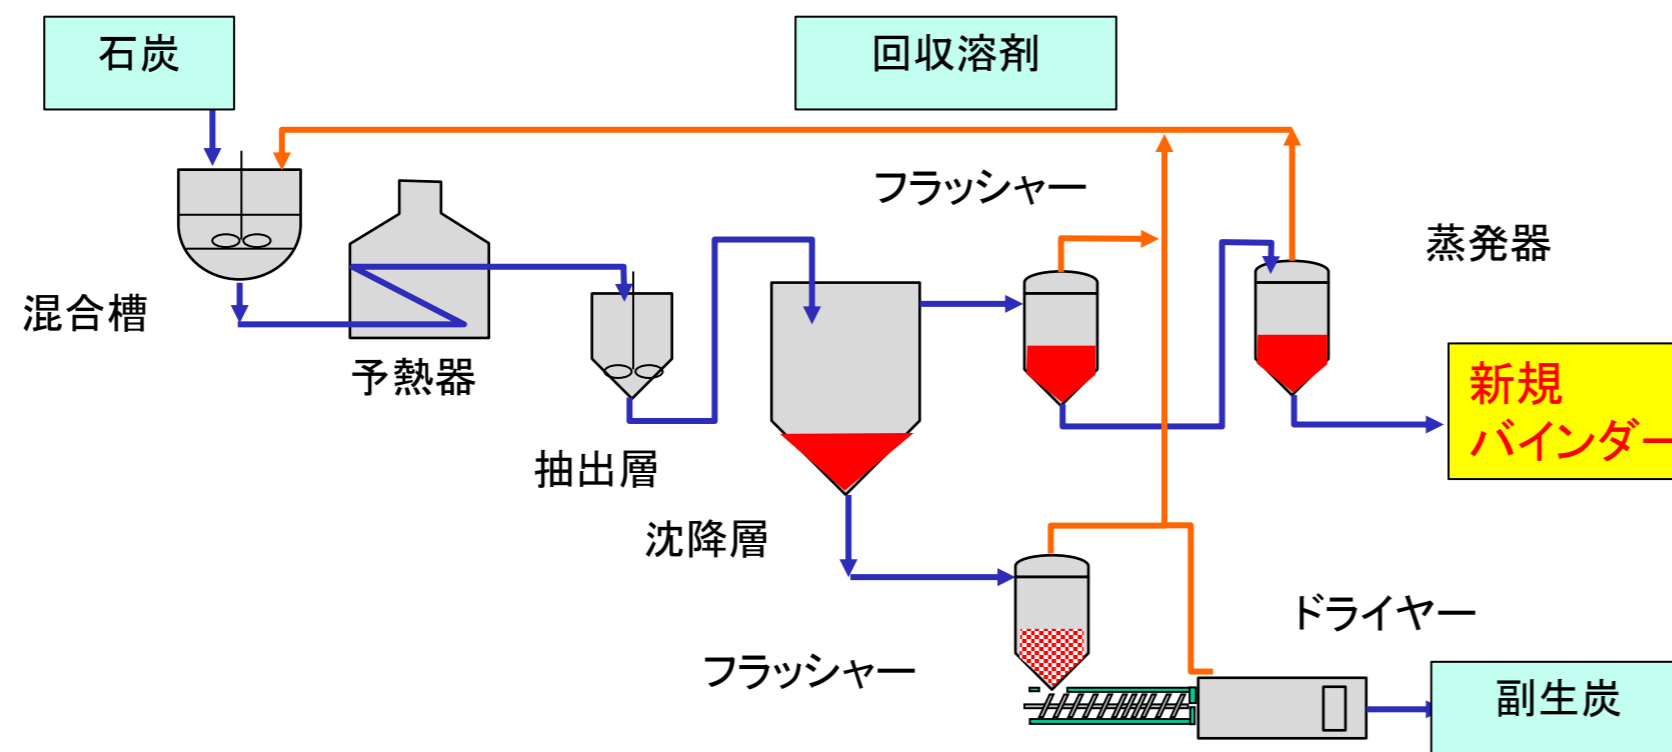 石炭
回収溶剤
フラッシャー
蒸発器
混合槽
予熱器
新規
バインダー
抽出層
沈降層
ドライヤー
フラッシャー
副生炭